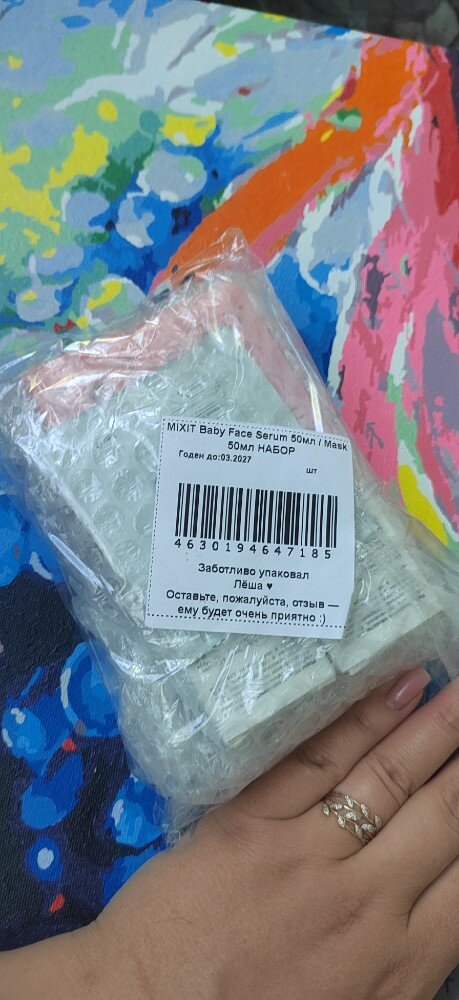 MIXIT Baby Face Serum 50мл / Mask
50мл НАБОР
Годен до:03.2027
шт
4630194647185
Заботливо упаковал
Лёша ♥
Оставьте, пожалуйста, отзыв —
ему будет очень приятно :)